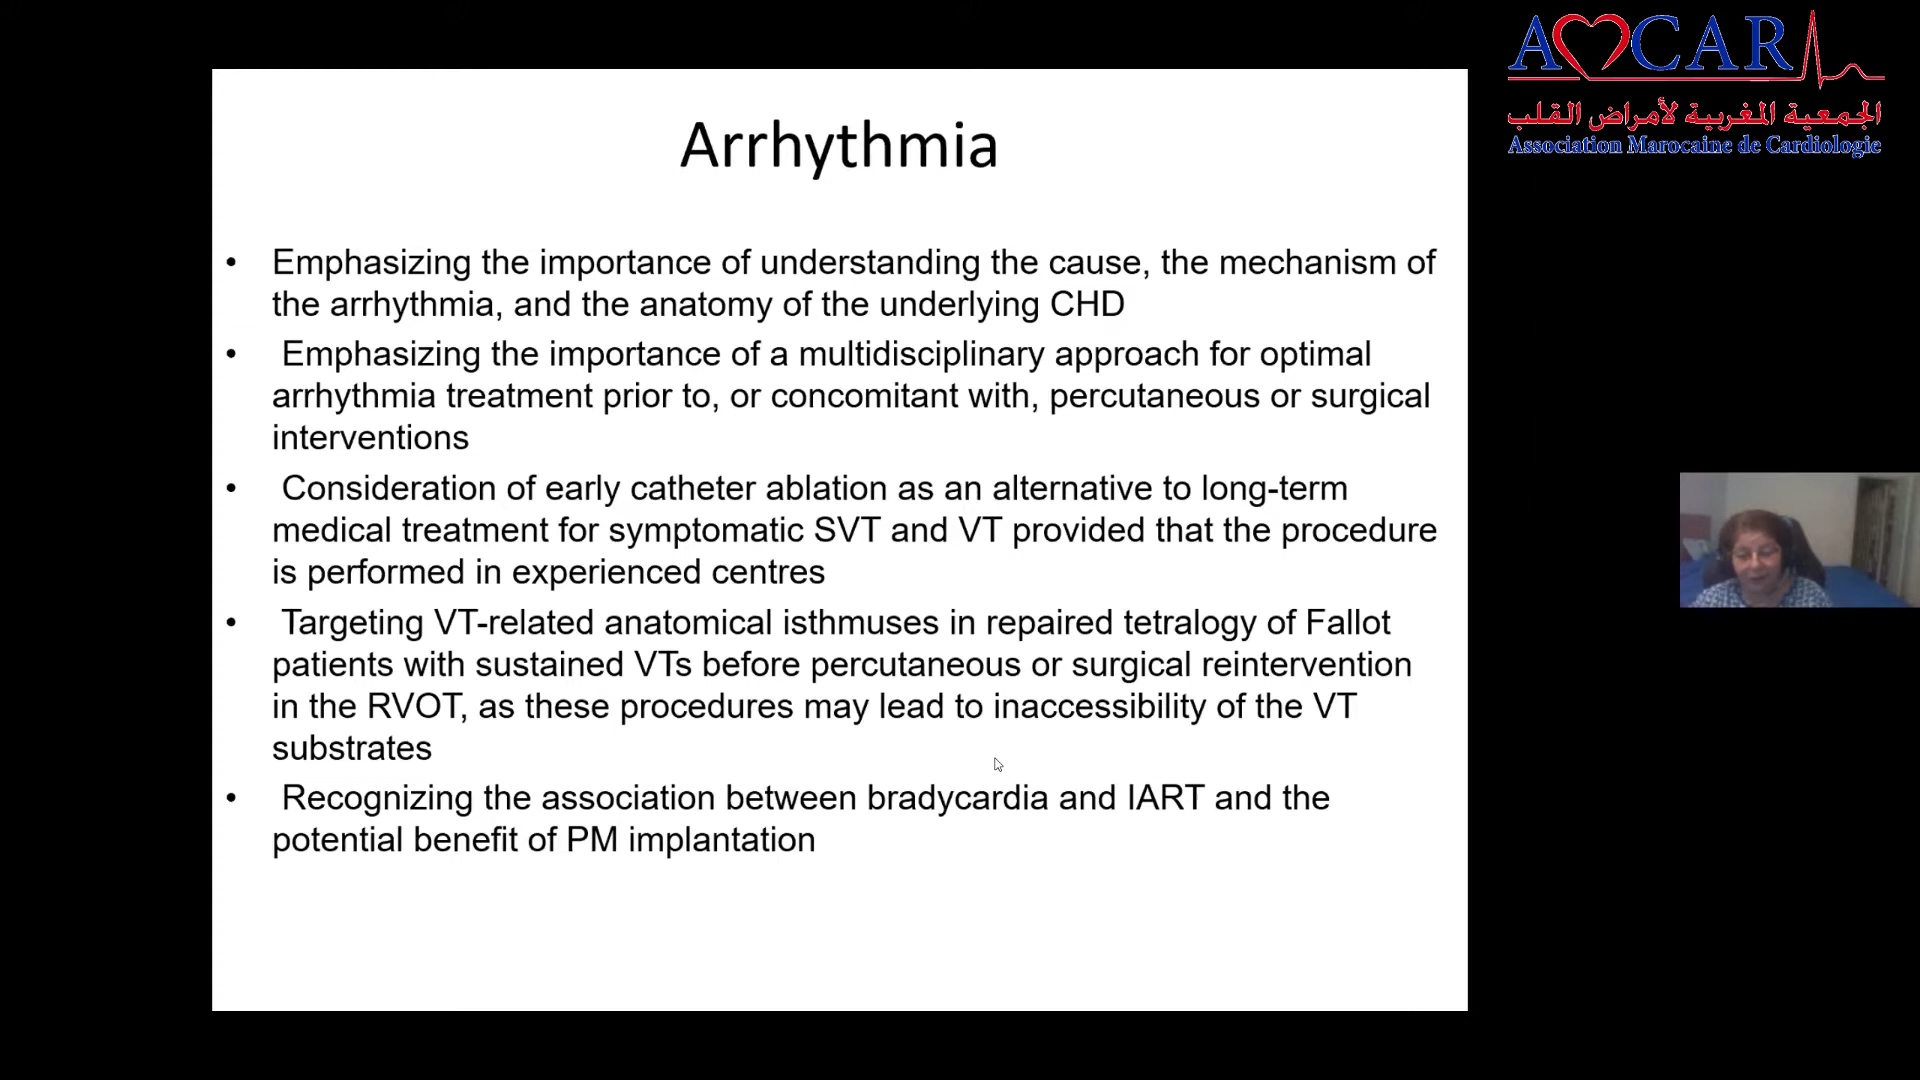 A CAR
الجمعية المغربية لأمراض القلب
Association Marocaine de Cardiologie
Arrhythmia
• Emphasizing the importance of understanding the cause, the mechanism of
the arrhythmia, and the anatomy of the underlying CHD
• Emphasizing the importance of a multidisciplinary approach for optimal
arrhythmia treatment prior to, or concomitant with, percutaneous or surgical
interventions
• Consideration of early catheter ablation as an alternative to long-term
medical treatment for symptomatic SVT and VT provided that the procedure
is performed in experienced centres
• Targeting VT-related anatomical isthmuses in repaired tetralogy of Fallot
patients with sustained VTs before percutaneous or surgical reintervention
in the RVOT, as these procedures may lead to inaccessibility of the VT
substrates
• Recognizing the association between bradycardia and IART and the
potential benefit of PM implantation